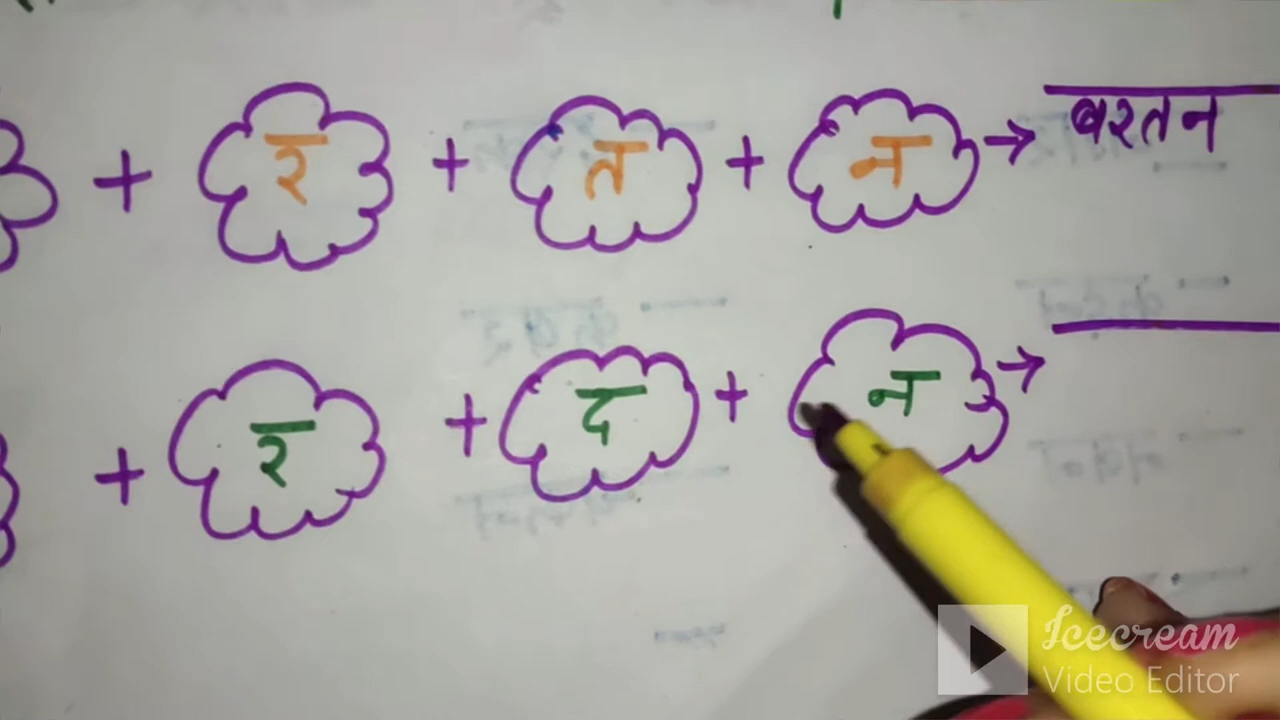 + र + त + न → बरतन
+ र + द + न →
Icecream
Video Editor